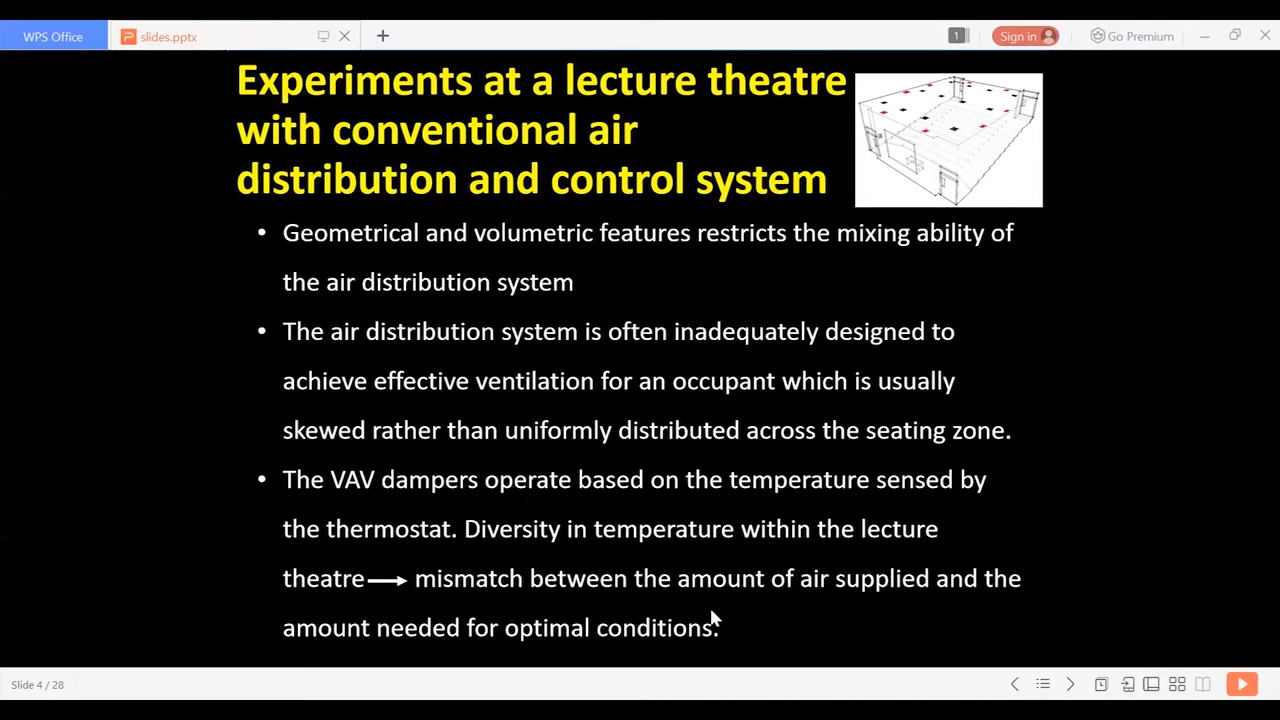 WPS Office
slides.pptx
1
Sign in
Go Premium
Experiments at a lecture theatre
with conventional air
distribution and control system
• Geometrical and volumetric features restricts the mixing ability of
the air distribution system
• The air distribution system is often inadequately designed to
achieve effective ventilation for an occupant which is usually
skewed rather than uniformly distributed across the seating zone.
• The VAV dampers operate based on the temperature sensed by
the thermostat. Diversity in temperature within the lecture
theatre→ mismatch between the amount of air supplied and the
amount needed for optimal conditions.
Slide 4 / 28